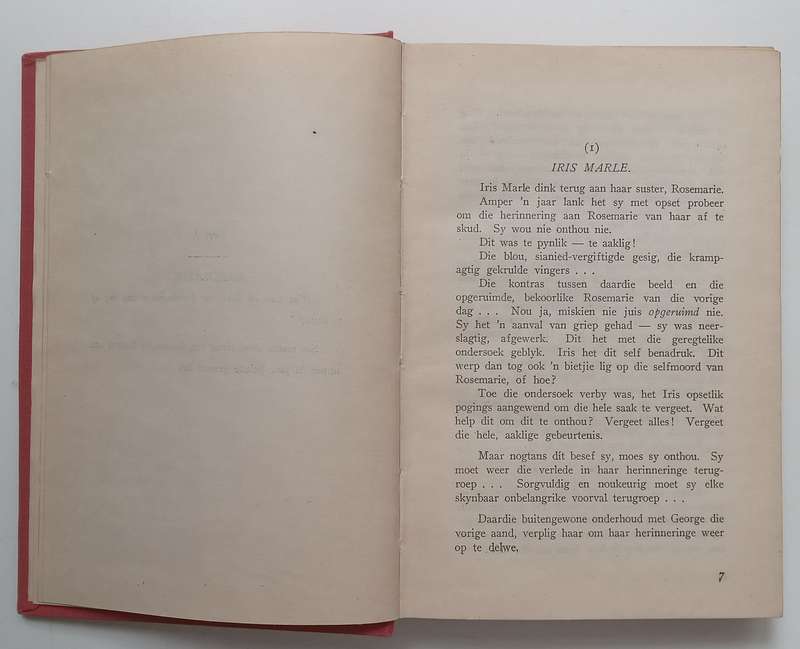 (1)
IRIS MARLE.
Iris Marle dink terug aan haar suster, Rosemarie.
Amper 'n jaar lank het sy met opset probeer
om die herinnering aan Rosemarie van haar af te
skud. Sy wou nie onthou nie.
Dit was te pynlik — te aaklig!
Die blou, sianied-vergiftigde gesig, die kramp-
agtig gekrulde vingers . . .
Die kontras tussen daardie beeld en die
opgeruimde, bekoorlike Rosemarie van die vorige
dag . . . Nou ja, miskien nie juis opgeruimd nie.
Sy het 'n aanval van griep gehad — sy was neer-
slagtig, afgewerk. Dit het met die geregtelike
ondersoek geblyk. Iris het dit self benadruk. Dit
werp dan tog ook 'n bietjie lig op die selfmoord van
Rosemarie, of hoe?
Toe die ondersoek verby was, het Iris opsetlik
pogings aangewend om die hele saak te vergeet. Wat
help dit om dit te onthou? Vergeet alles! Vergeet
die hele, aaklige gebeurtenis.
Maar nogtans dít besef sy, moes sy onthou. Sy
moet weer die verlede in haar herinneringe terug-
roep . . . Sorgvuldig en noukeurig moet sy elke
skynbaar onbelangrike voorval terugroep . . .
Daardie buitengewone onderhoud met George die
vorige aand, verplig haar om haar herinneringe weer
op te delwe.
7